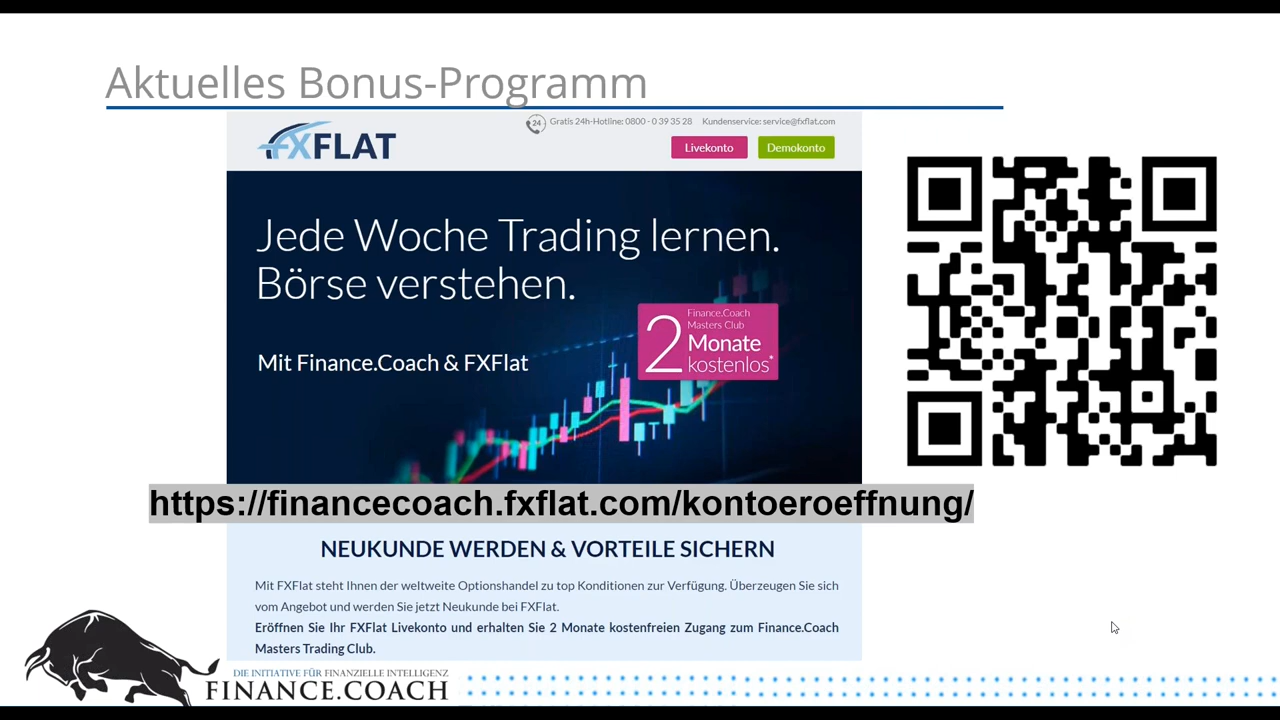 Aktuelles Bonus-Programm
FXFLAT
24
Gratis 24h-Hotline: 0800 - 0 39 35 28 Kundenservice: service@fxflat.com
Livekonto Demokonto
Jede Woche Trading lernen.
Börse verstehen.
Mit Finance.Coach & FXFlat
Finance.Coach
Masters Club
2 Monate
kostenlos*
https://financecoach.fxflat.com/kontoeroeffnung/
NEUKUNDE WERDEN & VORTEILE SICHERN
Mit FXFlat steht Ihnen der weltweite Optionshandel zu top Konditionen zur Verfügung. Überzeugen Sie sich
vom Angebot und werden Sie jetzt Neukunde bei FXFlat.
Eröffnen Sie Ihr FXFlat Livekonto und erhalten Sie 2 Monate kostenfreien Zugang zum Finance.Coach
Masters Trading Club.
DIE INITIATIVE FÜR FINANZIELLE INTELLIGENZ
FINANCE.COACH